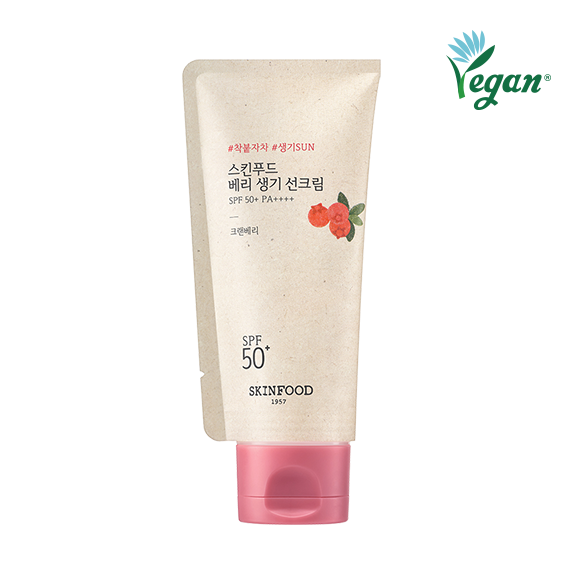 Vegan®
#착붙자차 #생기SUN
스킨푸드
베리 생기 선크림
SPF 50+ PA++++
크랜베리
SPF
50+
SKINFOOD
1957